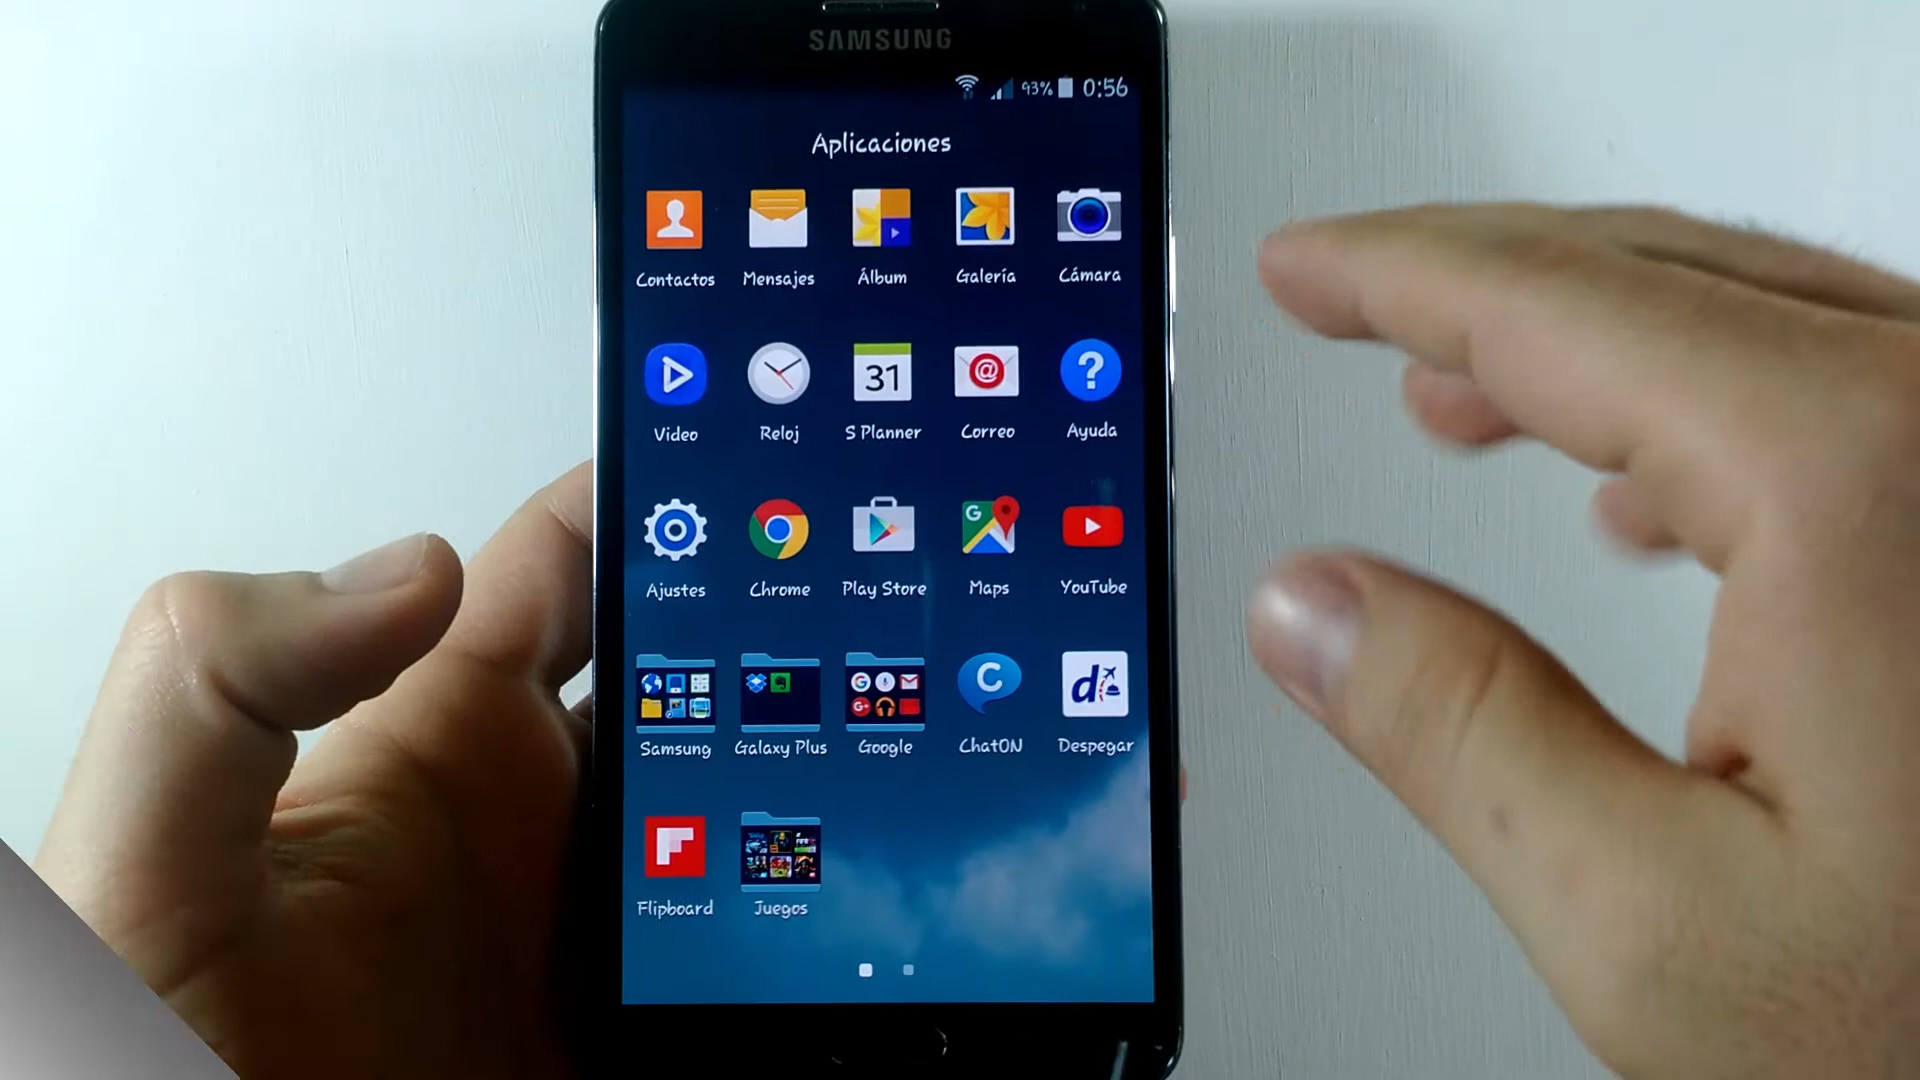 SAMSUNG
93% 0:56
Aplicaciones
Contactos Mensajes Álbum Galería Cámara
31 @ ?
Video Reloj S Planner Correo Ayuda
G
Ajustes Chrome Play Store Maps YouTube
G G+ C d
Samsung Galaxy Plus Google ChatON Despegar
Flipboard Juegos